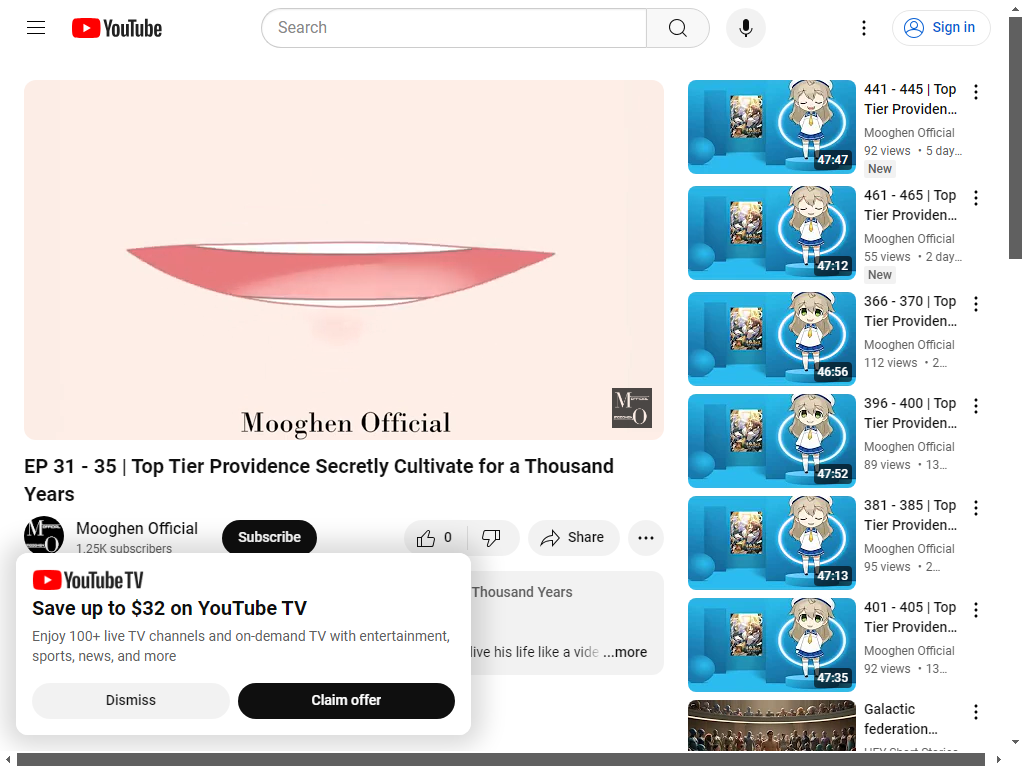 YouTube
Search
Sign in
Mooghen Official
EP 31 - 35 | Top Tier Providence Secretly Cultivate for a Thousand
Years
Mooghen Official
1.25K subscribers
Subscribe
0
Share
Thousand Years
live his life like a vide ...more
YouTube TV
Save up to $32 on YouTube TV
Enjoy 100+ live TV channels and on-demand TV with entertainment,
sports, news, and more
Dismiss
Claim offer
47:47
441 - 445 | Top
Tier Providen...
Mooghen Official
92 views • 5 day...
New
47:12
461 - 465 | Top
Tier Providen...
Mooghen Official
55 views • 2 day...
New
46:56
366 - 370 | Top
Tier Providen...
Mooghen Official
112 views • 2...
47:52
396 - 400 | Top
Tier Providen...
Mooghen Official
89 views • 13...
47:13
381 - 385 | Top
Tier Providen...
Mooghen Official
95 views • 2...
47:35
401 - 405 | Top
Tier Providen...
Mooghen Official
92 views • 13...
Galactic
federation...
HFY Short Stories